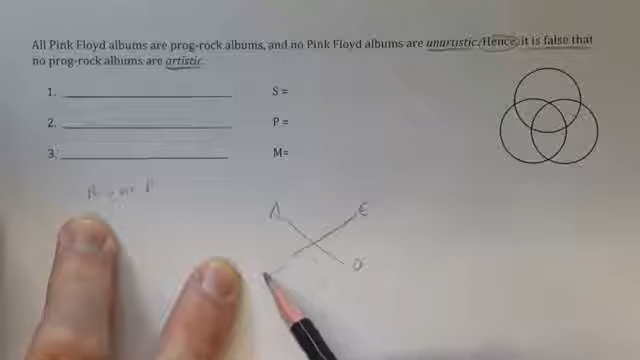 All Pink Floyd albums are prog-rock albums, and no Pink Floyd albums are unartistic. Hence, it is false that
no prog-rock albums are artistic.
1. S =
2. P =
3. M=
A E
O